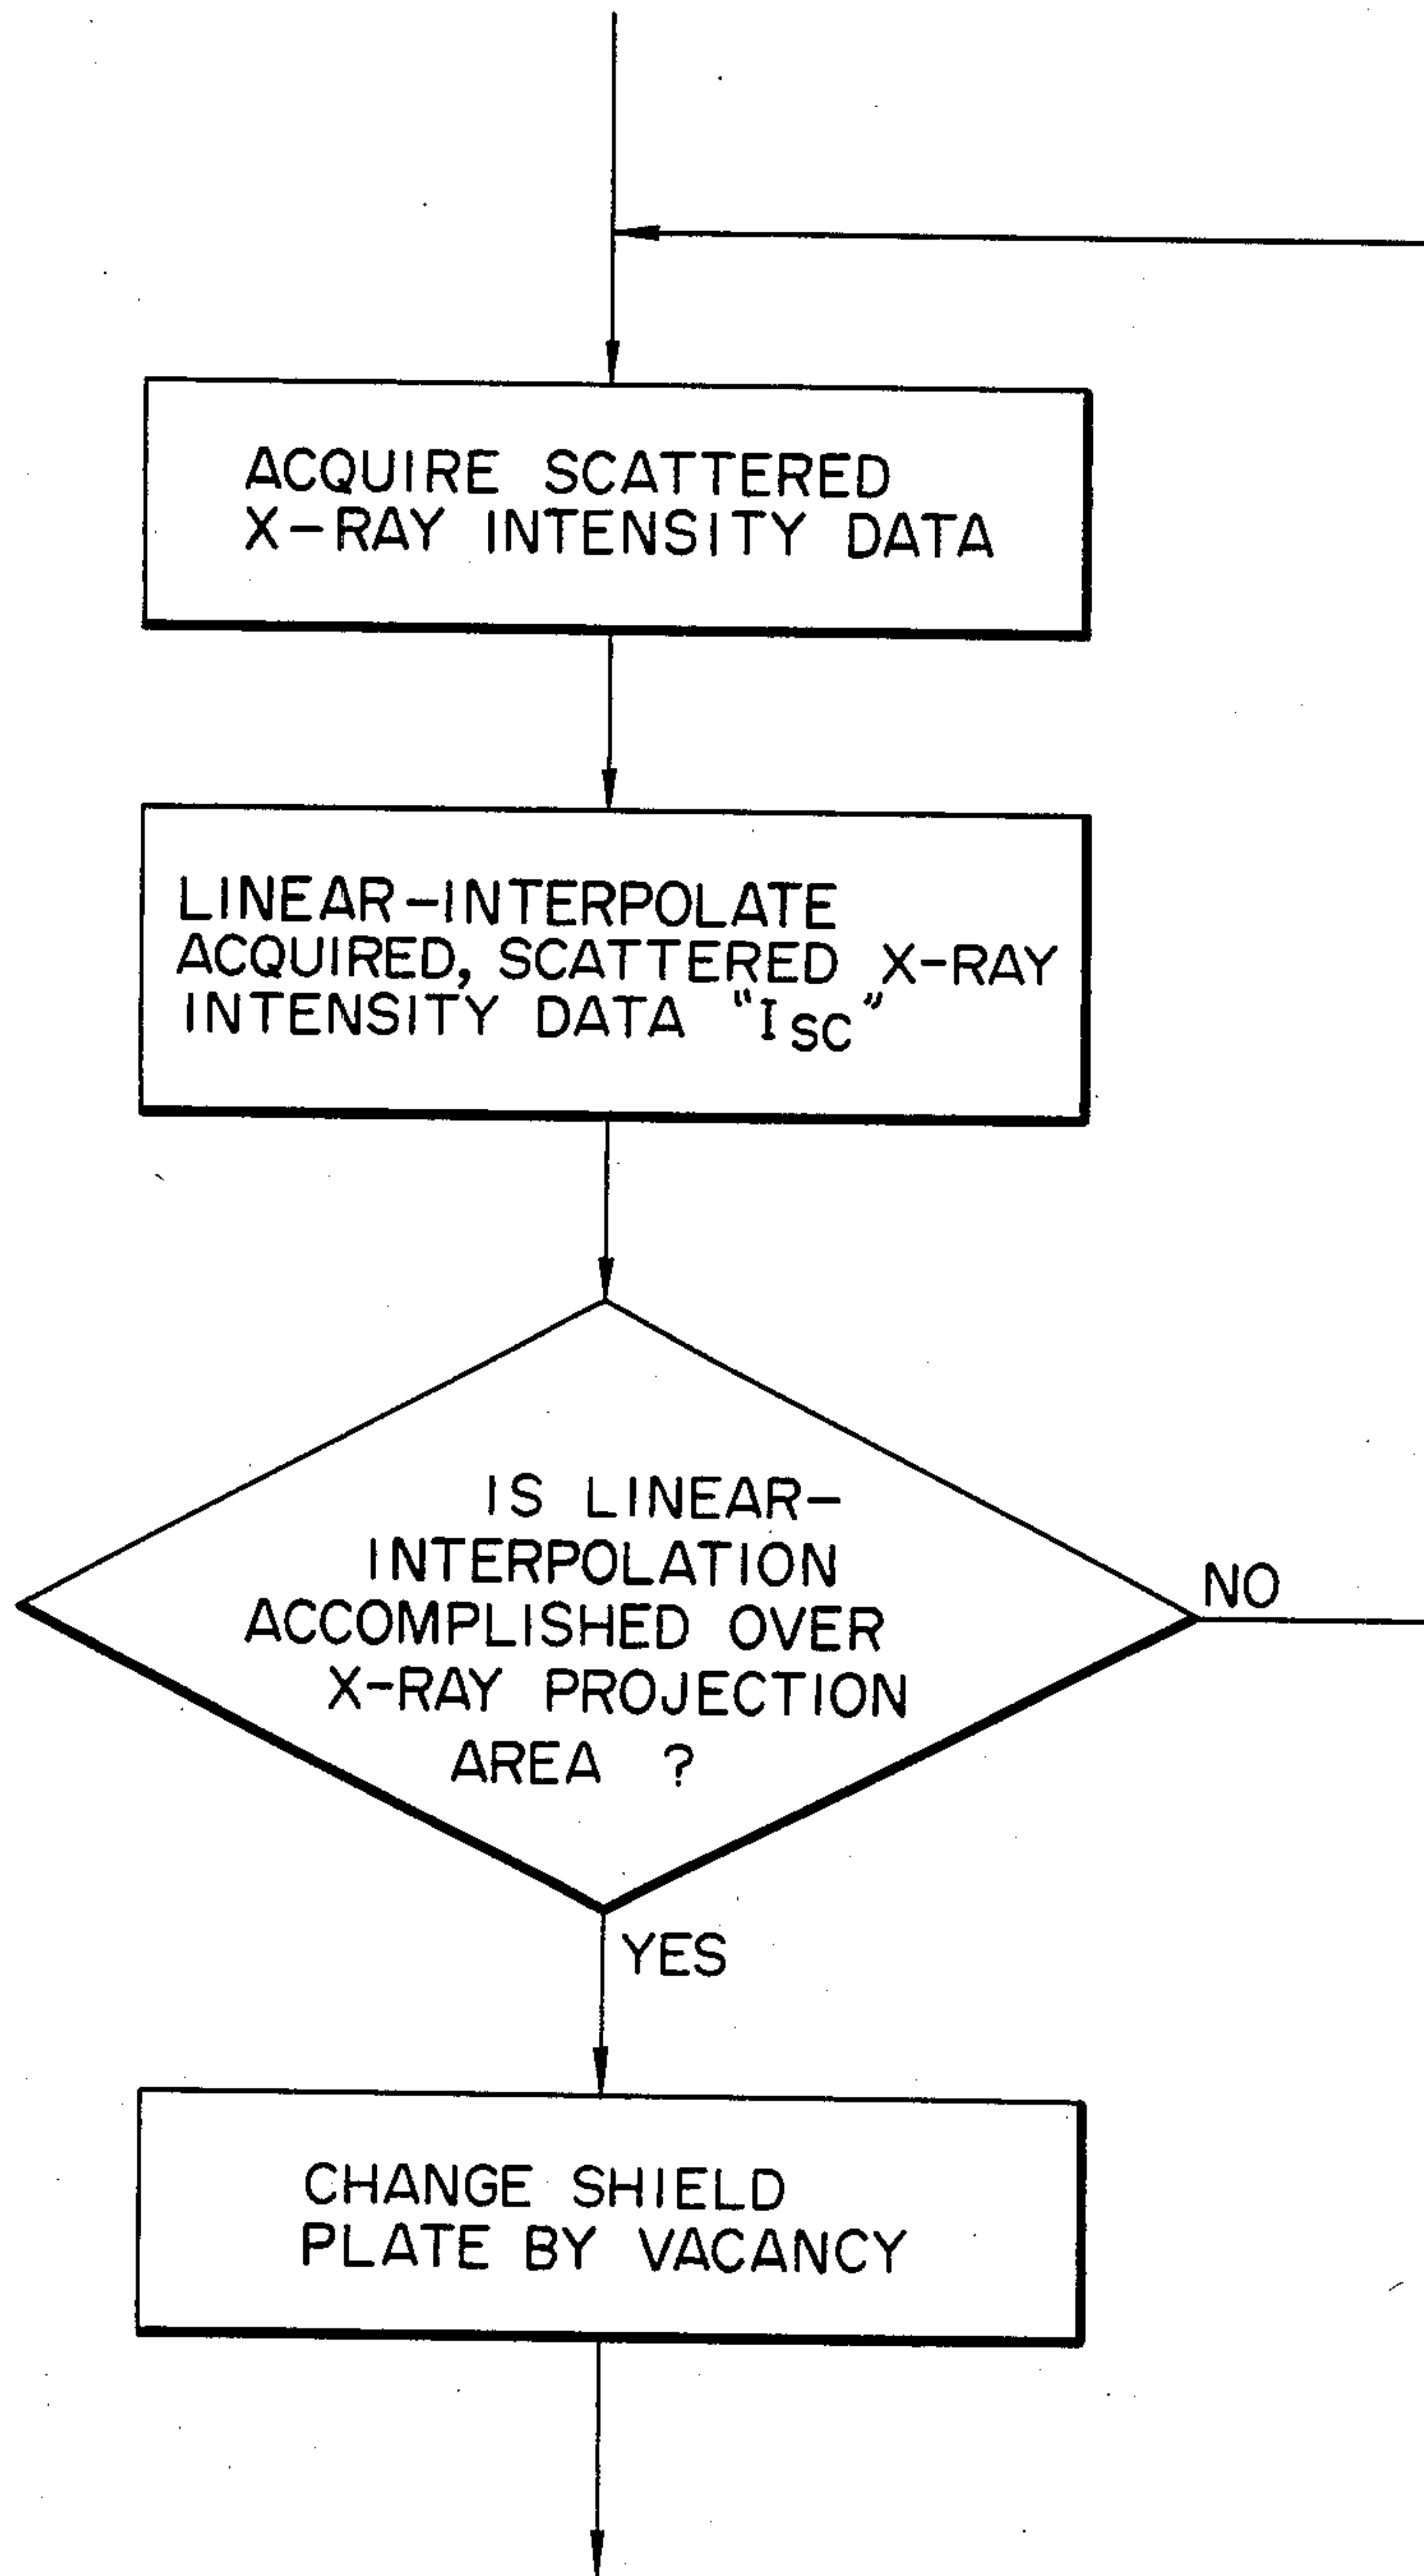 ACQUIRE SCATTERED
X-RAY INTENSITY DATA
LINEAR-INTERPOLATE
ACQUIRED, SCATTERED X-RAY
INTENSITY DATA "ISC"
IS LINEAR-
INTERPOLATION
ACCOMPLISHED OVER
X-RAY PROJECTION
AREA ?
NO
YES
CHANGE SHIELD
PLATE BY VACANCY